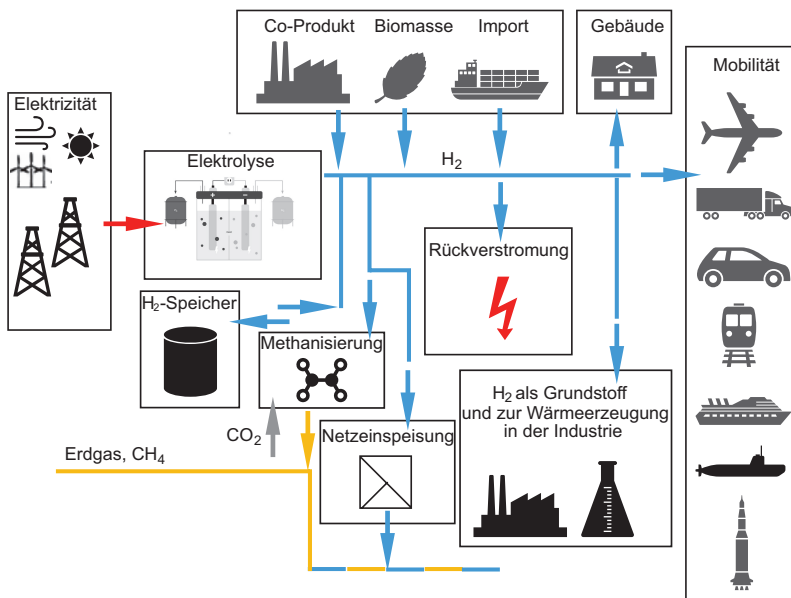 Co-Produkt Biomasse Import
Gebäude
Mobilität
Elektrizität
Elektrolyse
H₂
Rückverstromung
H₂-Speicher
Methanisierung
H₂ als Grundstoff
und zur Wärmeerzeugung
in der Industrie
CO₂
Netzeinspeisung
Erdgas, CH₄